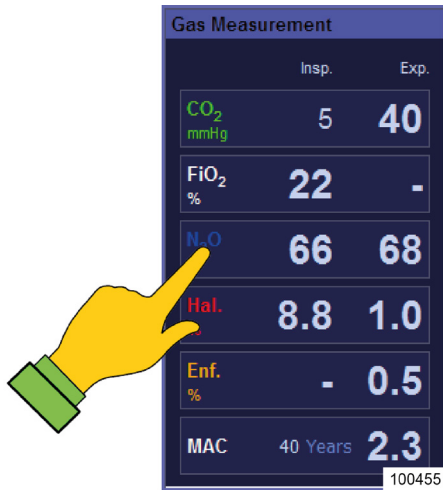 Gas Measurement
Insp. Exp.
CO₂ 5 40
mmHg
FiO₂ 22 -
%
N₂O 66 68
Hal. 8.8 1.0
%
Enf. - 0.5
%
MAC 40 Years 2.3
100455